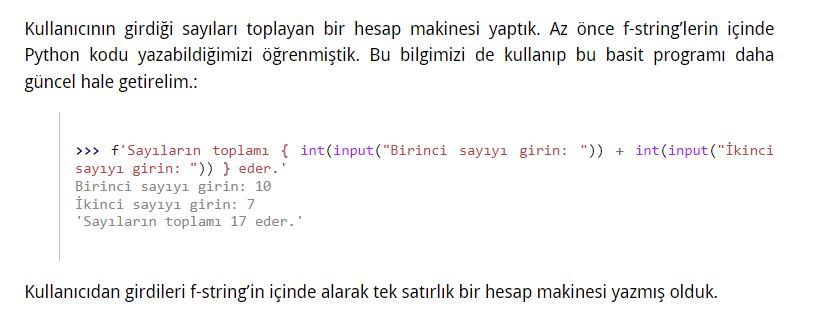 Kullanıcının girdiği sayıları toplayan bir hesap makinesi yaptık. Az önce f-string’lerin içinde
Python kodu yazabildiğimizi öğrenmiştik. Bu bilgimizi de kullanıp bu basit programı daha
güncel hale getirelim.:
>>> f'Sayıların toplamı { int(input("Birinci sayıyı girin: ")) + int(input("İkinci
sayıyı girin: ")) } eder.'
Birinci sayıyı girin: 10
İkinci sayıyı girin: 7
'Sayıların toplamı 17 eder.'
Kullanıcıdan girdileri f-string’in içinde alarak tek satırlık bir hesap makinesi yazmış olduk.